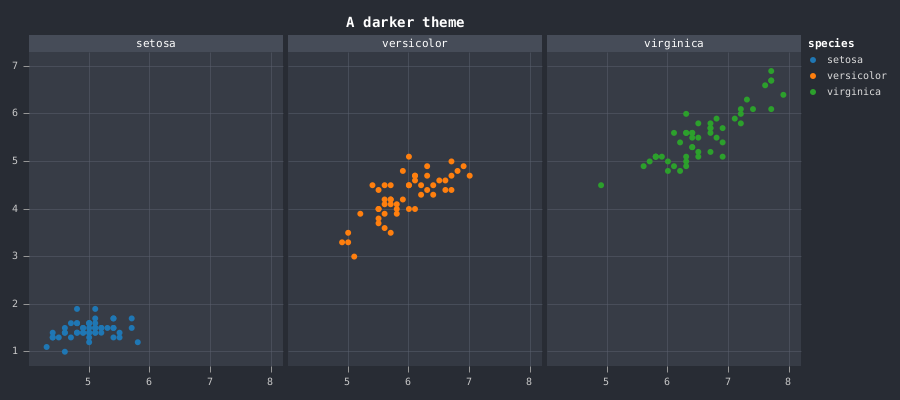 A darker theme
setosa
versicolor
virginica
species
setosa
versicolor
virginica
7
6
5
4
3
2
1
5 6 7 8
5 6 7 8
5 6 7 8